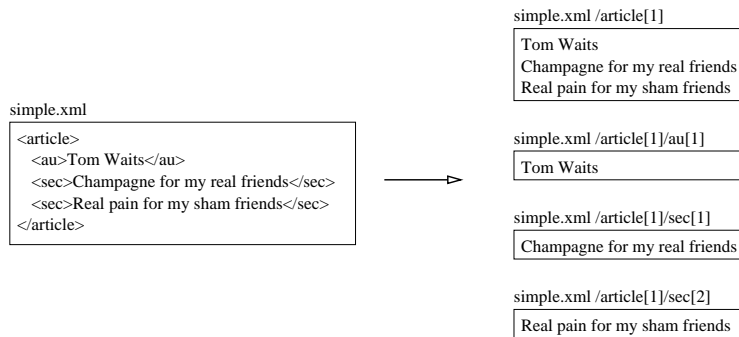 simple.xml
<article>
<au>Tom Waits</au>
<sec>Champagne for my real friends</sec>
<sec>Real pain for my sham friends</sec>
</article>
simple.xml /article[1]
Tom Waits
Champagne for my real friends
Real pain for my sham friends
simple.xml /article[1]/au[1]
Tom Waits
simple.xml /article[1]/sec[1]
Champagne for my real friends
simple.xml /article[1]/sec[2]
Real pain for my sham friends